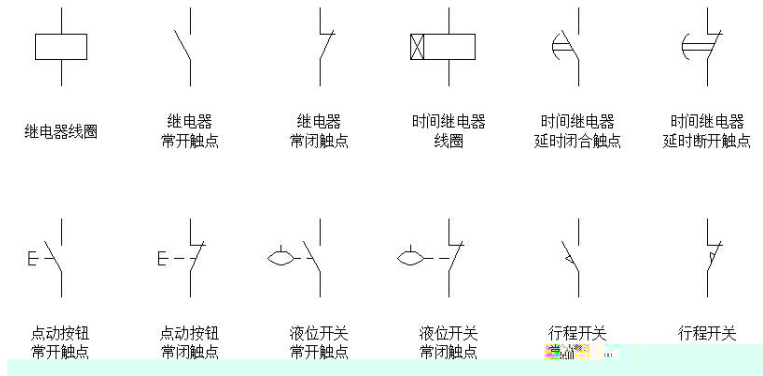 继电器线圈
继电器
常开触点
继电器
常闭触点
时间继电器
线圈
时间继电器
延时闭合触点
时间继电器
延时断开触点
点动按钮
常开触点
点动按钮
常闭触点
液位开关
常开触点
液位开关
常闭触点
行程开关
行程开关